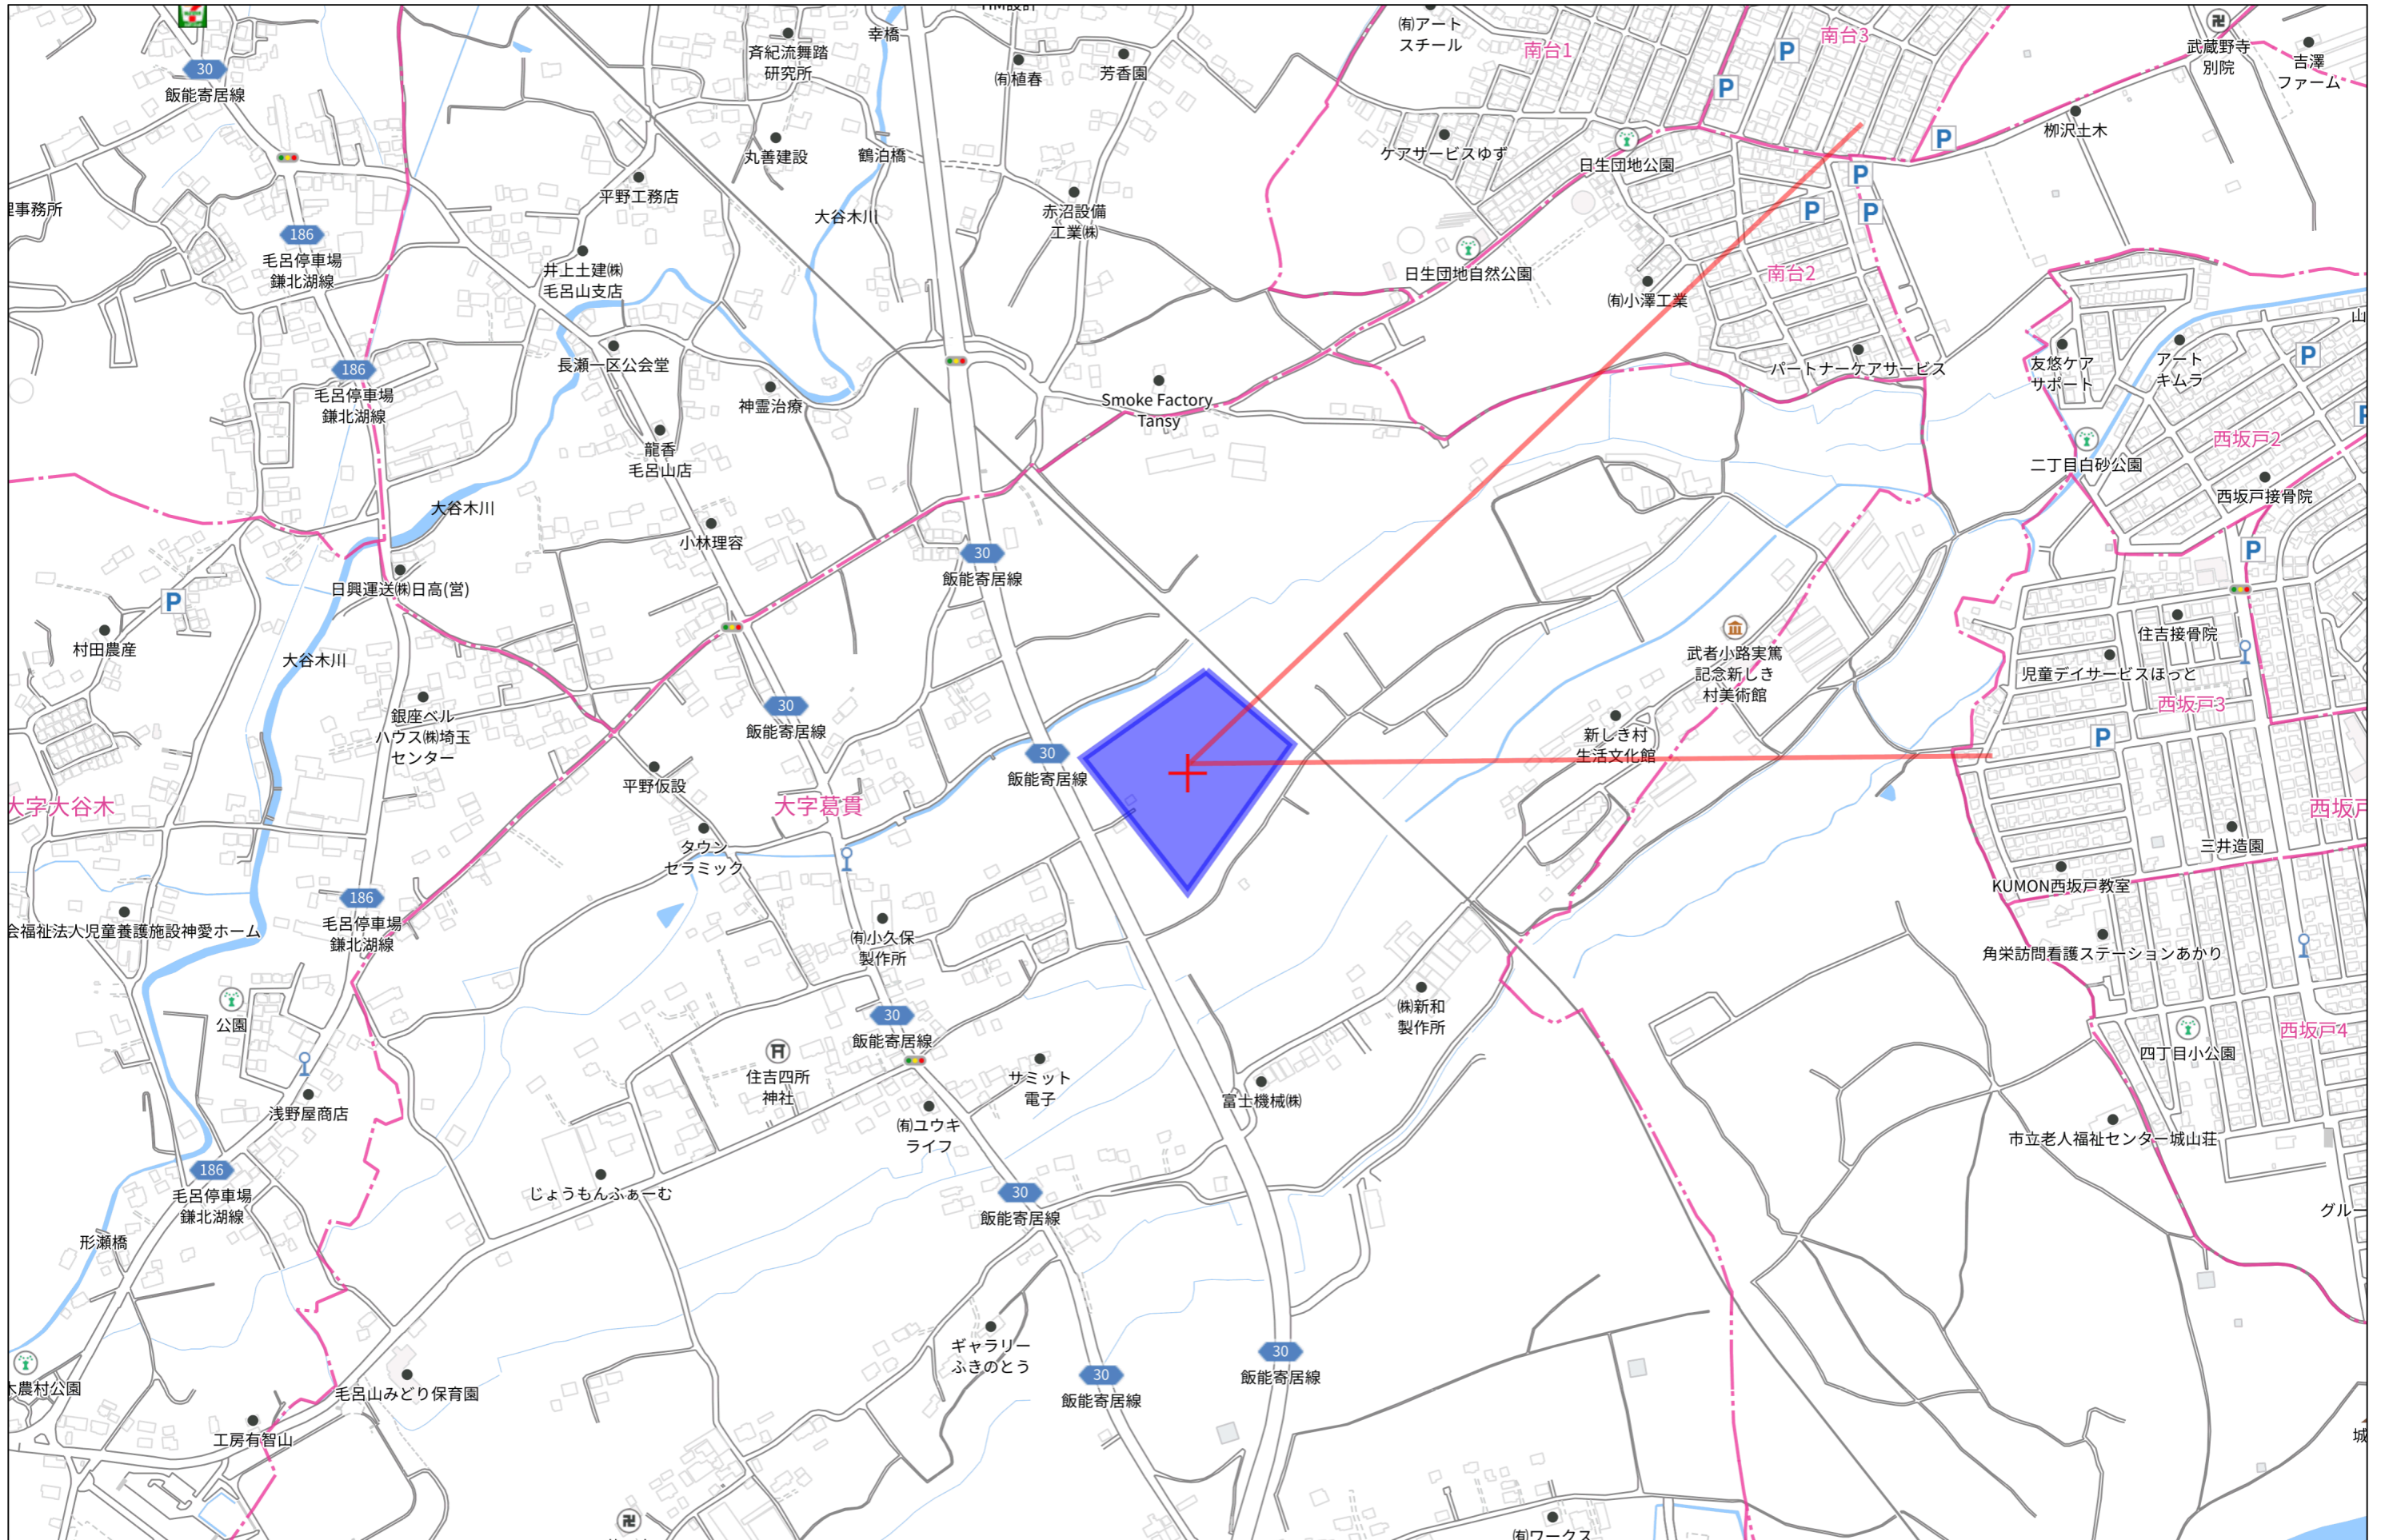 HM設計
幸橋
斉紀流舞踏
研究所
㈲植春
芳香園
㈲アート
スチール
南台1
南台3
P
武蔵野寺
別院
吉澤
ファーム
30
飯能寄居線
P
栁沢土木
P
丸善建設
鶴泊橋
ケアサービスゆず
日生団地公園
P
平野工務店
理事務所
186
毛呂停車場
鎌北湖線
大谷木川
赤沼設備
工業㈱
P
P
井上土建㈱
毛呂山支店
日生団地自然公園
南台2
㈲小澤工業
山
186
毛呂停車場
鎌北湖線
長瀬一区公会堂
神霊治療
Smoke Factory
Tansy
パートナーケアサービス
友悠ケア
サポート
アート
キムラ
P
P
龍香
毛呂山店
西坂戸2
二丁目白砂公園
西坂戸接骨院
大谷木川
小林理容
30
飯能寄居線
P
日興運送㈱日高(営)
P
村田農産
大谷木川
武者小路実篤
記念新しき
村美術館
住吉接骨院
児童デイサービスほっと
西坂戸3
銀座ベル
ハウス㈱埼玉
センター
30
飯能寄居線
新しき村
生活文化館
P
平野仮設
30
飯能寄居線
大字大谷木
大字葛貫
西坂戸
タウン
セラミック
三井造園
KUMON西坂戸教室
186
毛呂停車場
鎌北湖線
会福祉法人児童養護施設神愛ホーム
㈲小久保
製作所
角栄訪問看護ステーションあかり
公園
30
飯能寄居線
㈱新和
製作所
西坂戸4
四丁目小公園
住吉四所
神社
サミット
電子
富士機械㈱
浅野屋商店
㈲ユウキ
ライフ
市立老人福祉センター城山荘
186
毛呂停車場
鎌北湖線
じょうもんふぁーむ
30
飯能寄居線
グルー
形瀬橋
ギャラリー
ふきのとう
30
飯能寄居線
30
飯能寄居線
木農村公園
毛呂山みどり保育園
工房有智山
城
㈲ワークス